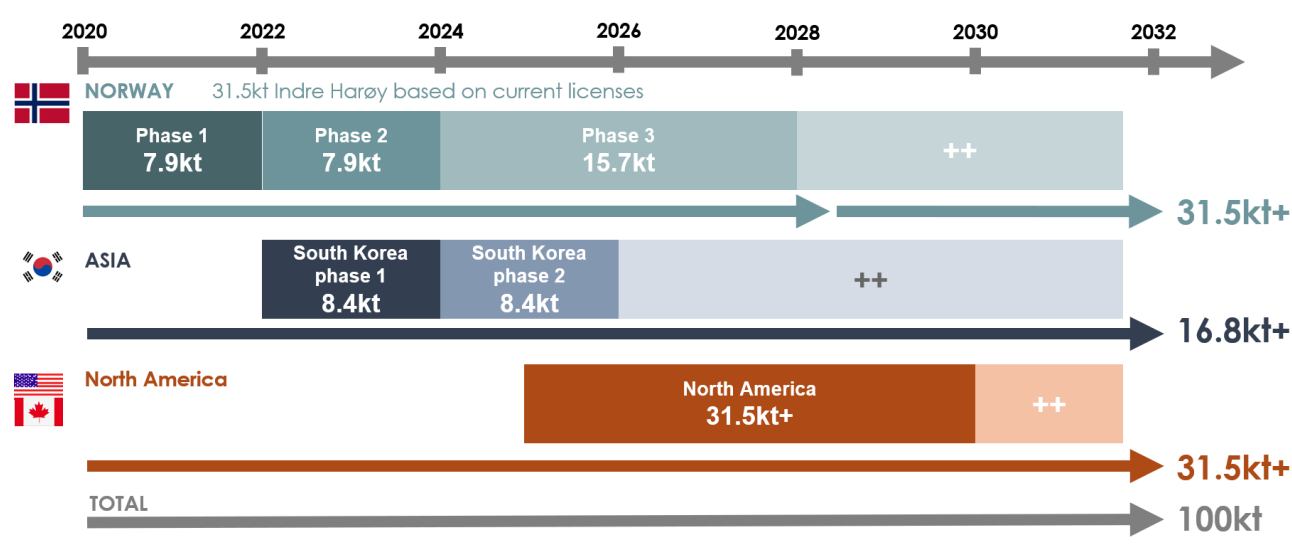 2020 2022 2024 2026 2028 2030 2032
NORWAY 31.5kt Indre Harøy based on current licenses
Phase 1
7.9kt
Phase 2
7.9kt
Phase 3
15.7kt
++
31.5kt+
ASIA
South Korea
phase 1
8.4kt
South Korea
phase 2
8.4kt
++
16.8kt+
North America
North America
31.5kt+
++
31.5kt+
TOTAL
100kt